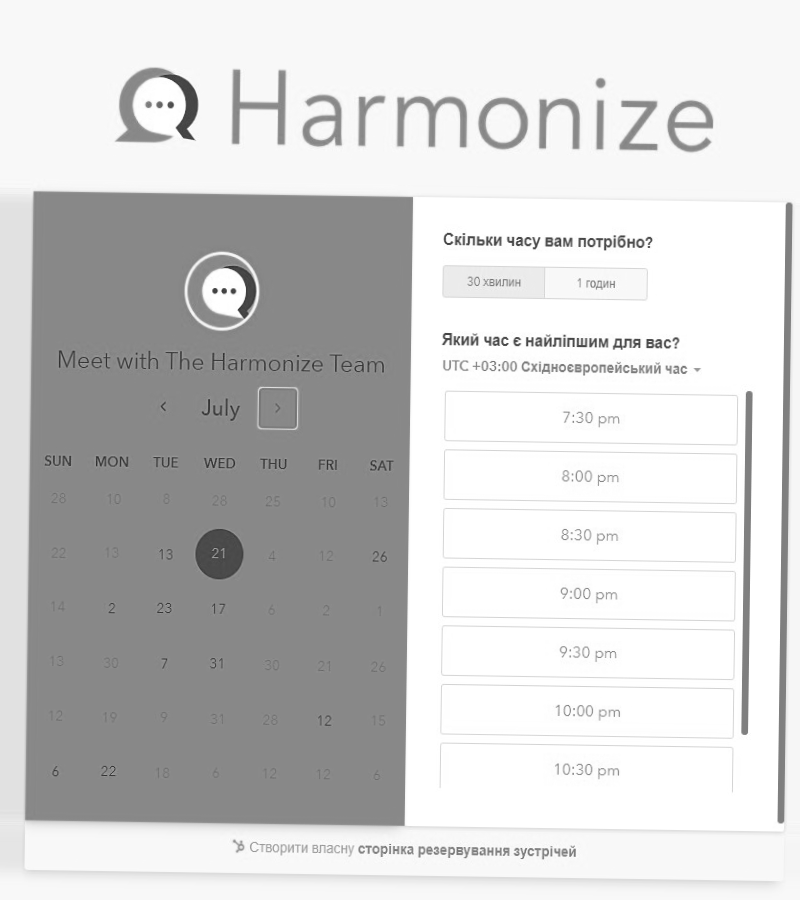 Harmonize
Meet with The Harmonize Team
July
SUN MON TUE WED THU FRI SAT
28 10 8 28 25 10 13
22 13 13 21 4 12 26
14 2 23 17 6 2 1
13 30 7 31 30 21 26
12 19 9 31 28 12 15
6 22 18 6 12 12 6
Скільки часу вам потрібно?
30 хвилин 1 годин
Який час є найліпшим для вас?
UTC +03:00 Східноєвропейський час
7:30 pm
8:00 pm
8:30 pm
9:00 pm
9:30 pm
10:00 pm
10:30 pm
Створити власну сторінка резервування зустрічей